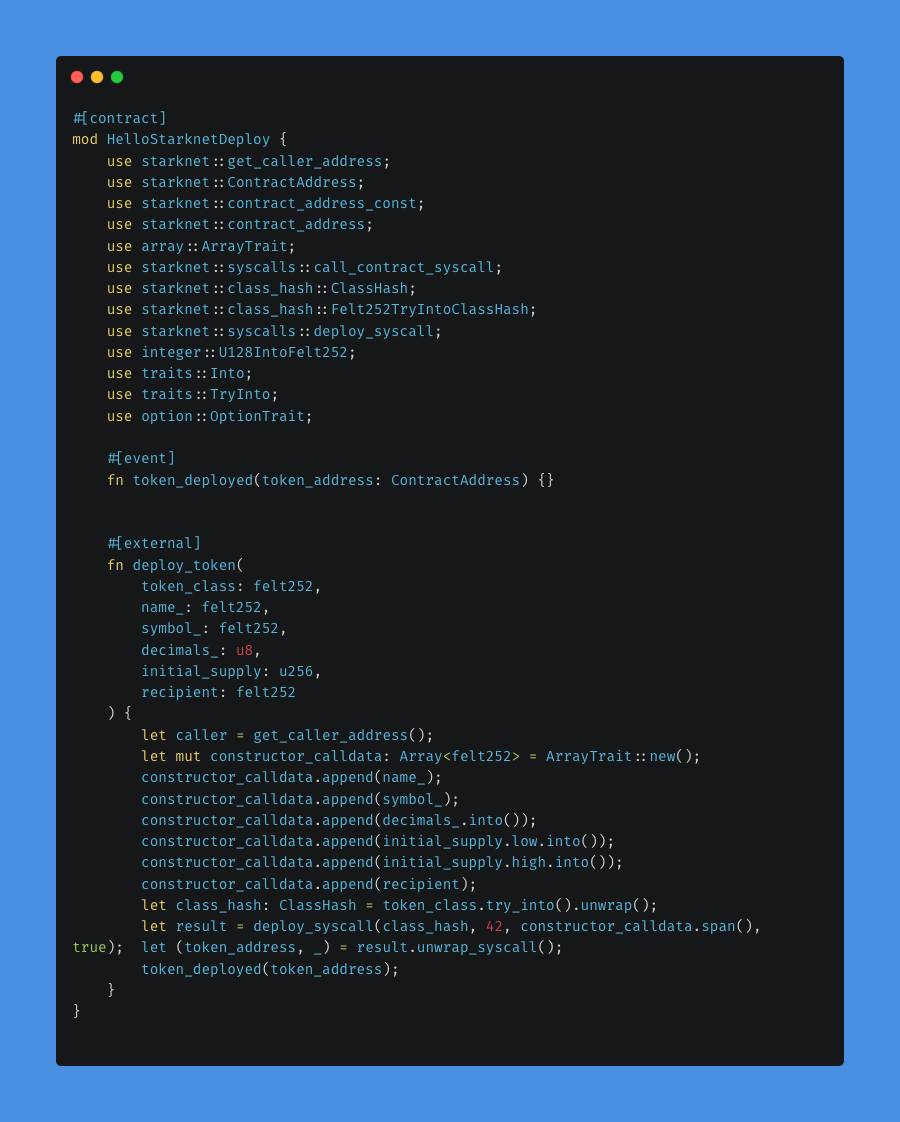 #[contract]
mod HelloStarknetDeploy {
    use starknet::get_caller_address;
    use starknet::ContractAddress;
    use starknet::contract_address_const;
    use starknet::contract_address;
    use array::ArrayTrait;
    use starknet::syscalls::call_contract_syscall;
    use starknet::class_hash::ClassHash;
    use starknet::class_hash::Felt252TryIntoClassHash;
    use starknet::syscalls::deploy_syscall;
    use integer::U128IntoFelt252;
    use traits::Into;
    use traits::TryInto;
    use option::OptionTrait;

    #[event]
    fn token_deployed(token_address: ContractAddress) {}


    #[external]
    fn deploy_token(
        token_class: felt252,
        name_: felt252,
        symbol_: felt252,
        decimals_: u8,
        initial_supply: u256,
        recipient: felt252
    ) {
        let caller = get_caller_address();
        let mut constructor_calldata: Array<felt252> = ArrayTrait::new();
        constructor_calldata.append(name_);
        constructor_calldata.append(symbol_);
        constructor_calldata.append(decimals_.into());
        constructor_calldata.append(initial_supply.low.into());
        constructor_calldata.append(initial_supply.high.into());
        constructor_calldata.append(recipient);
        let class_hash: ClassHash = token_class.try_into().unwrap();
        let result = deploy_syscall(class_hash, 42, constructor_calldata.span(),
true);  let (token_address, _) = result.unwrap_syscall();
        token_deployed(token_address);
    }
}